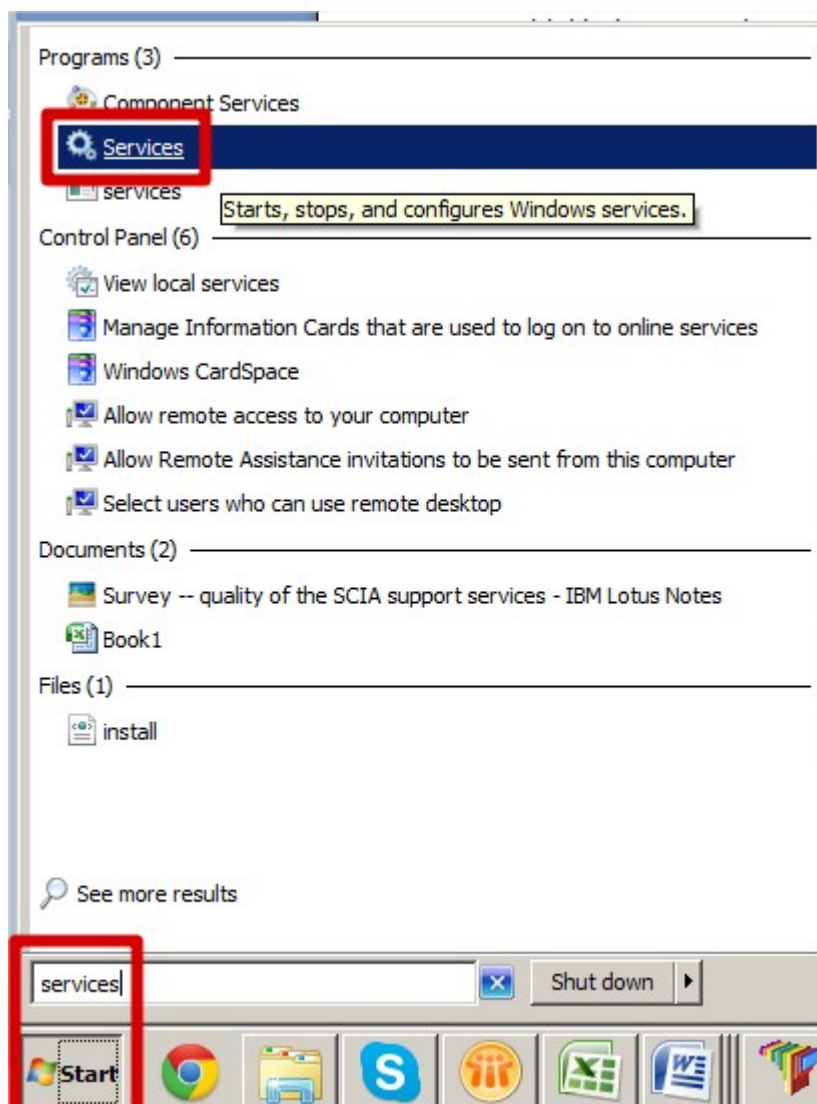 Programs (3)
Component Services
Services
services
Starts, stops, and configures Windows services.
Control Panel (6)
View local services
Manage Information Cards that are used to log on to online services
Windows CardSpace
Allow remote access to your computer
Allow Remote Assistance invitations to be sent from this computer
Select users who can use remote desktop
Documents (2)
Survey -- quality of the SCIA support services - IBM Lotus Notes
Book1
Files (1)
install
See more results
services
Shut down
Start